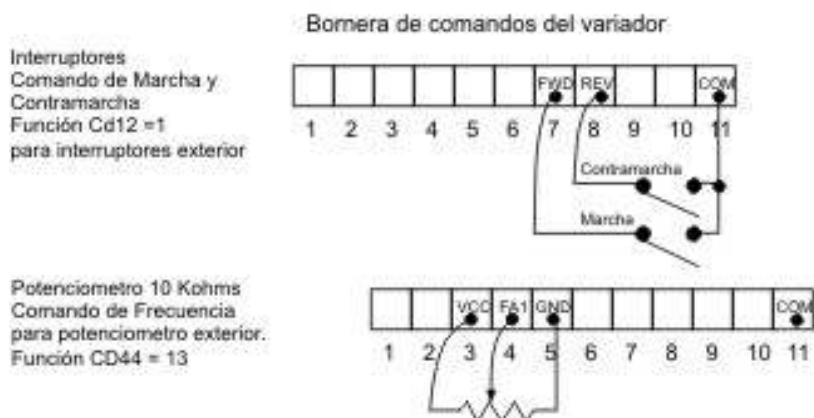 Bornera de comandos del variador
Interruptores
Comando de Marcha y
Contramarcha
Función Cd12 =1
para interruptores exterior
FWD REV COM
1 2 3 4 5 6 7 8 9 10 11
Contramarcha
Marcha
Potenciometro 10 Kohms
Comando de Frecuencia
para potenciometro exterior.
Función CD44 = 13
VCC FA1 GND COM
1 2 3 4 5 6 7 8 9 10 11